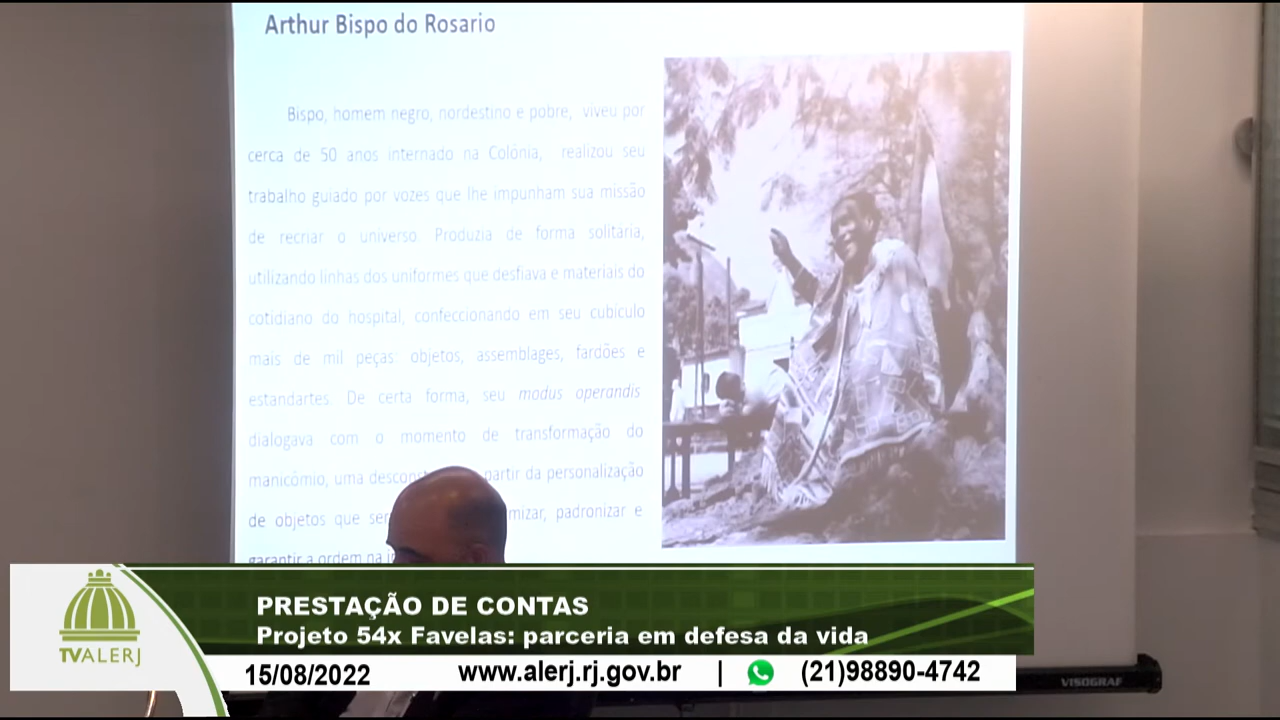 Arthur Bispo do Rosario
Bispo, homem negro, nordestino e pobre, viveu por
cerca de 50 anos internado na Colônia, realizou seu
trabalho guiado por vozes que lhe impunham sua missão
de recriar o universo. Produzia de forma solitária,
utilizando linhas dos uniformes que desfiava e materiais do
cotidiano do hospital, confeccionando em seu cubículo
mais de mil peças: objetos, assemblages, fardões e
estandartes. De certa forma, seu modus operandis
dialogava com o momento de transformação do
manicômio, uma partir da personalização
de objetos que padronizar e
garantir a ordem na
PRESTAÇÃO DE CONTAS
Projeto 54x Favelas: parceria em defesa da vida
TVALERJ
15/08/2022 www.alerj.rj.gov.br | (21)98890-4742
VISOGRAF